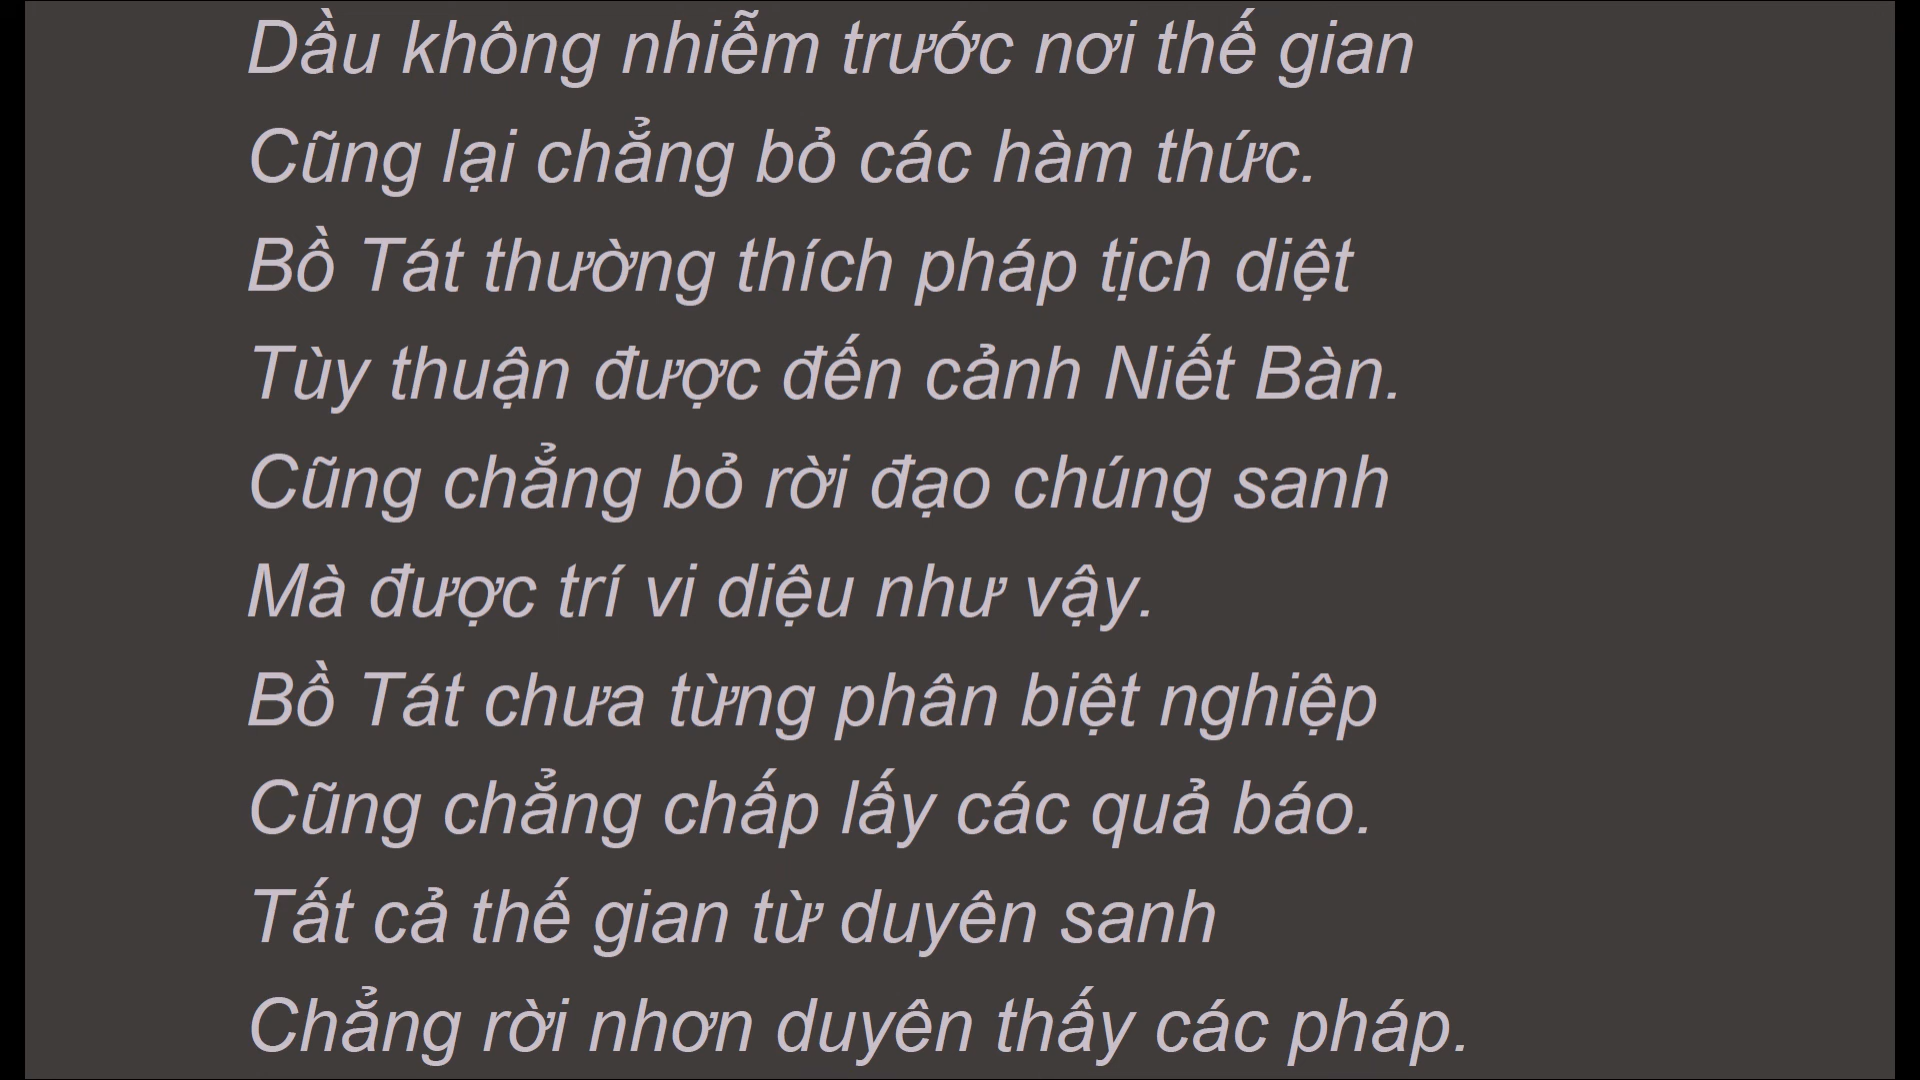 Dầu không nhiễm trước nơi thế gian
Cũng lại chẳng bỏ các hàm thức.
Bồ Tát thường thích pháp tịch diệt
Tùy thuận được đến cảnh Niết Bàn.
Cũng chẳng bỏ rời đạo chúng sanh
Mà được trí vi diệu như vậy.
Bồ Tát chưa từng phân biệt nghiệp
Cũng chẳng chấp lấy các quả báo.
Tất cả thế gian từ duyên sanh
Chẳng rời nhơn duyên thấy các pháp.